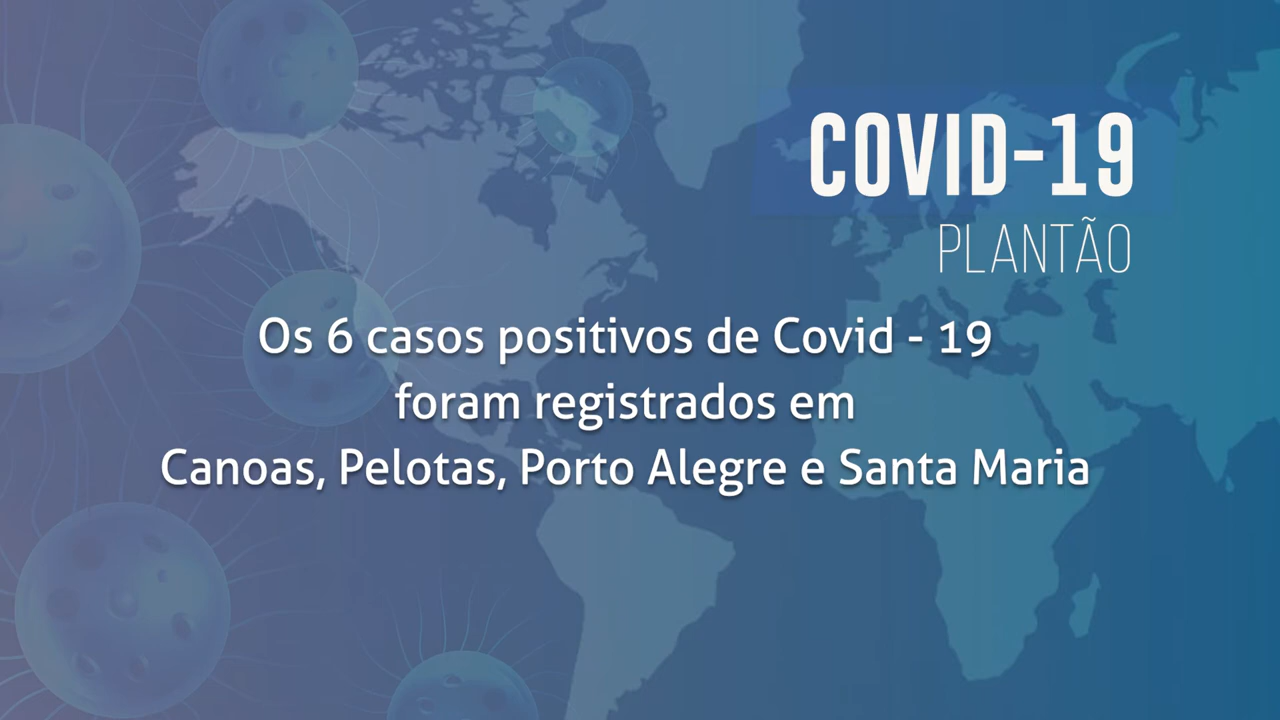 COVID-19
PLANTÃO
Os 6 casos positivos de Covid - 19
foram registrados em
Canoas, Pelotas, Porto Alegre e Santa Maria